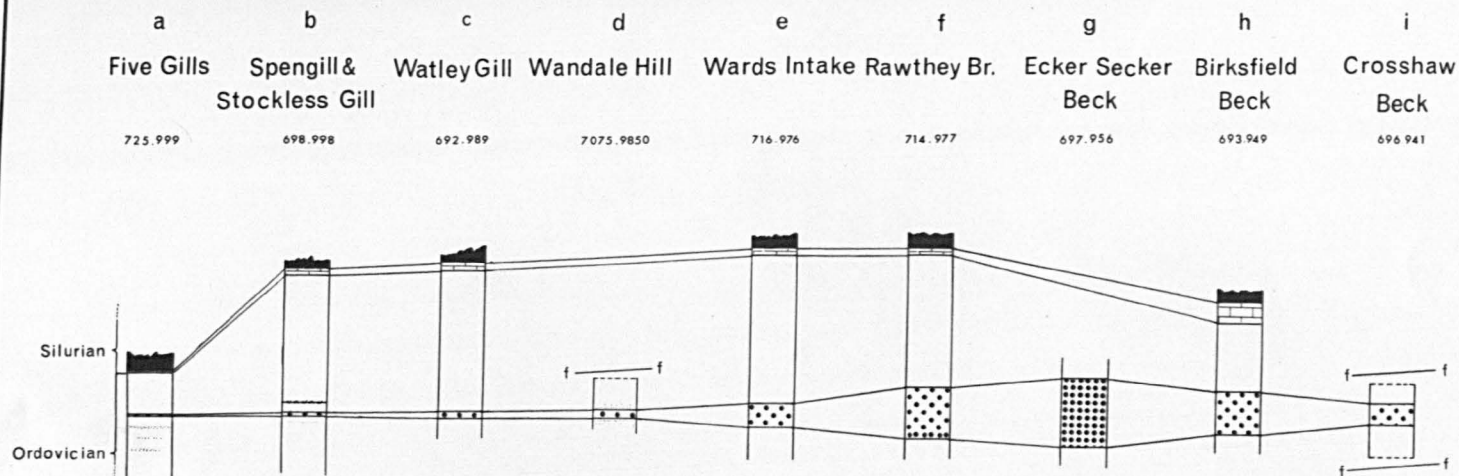 a b c d e f g h i
Five Gills Spengill & Watley Gill Wandale Hill Wards Intake Rawthey Br. Ecker Secker Birksfield Crosshaw
Stockless Gill Beck Beck Beck
725.999 698.998 692.989 7075.9850 716.976 714.977 697.956 693.949 696.941
Silurian
f f
f f
Ordovician
f f